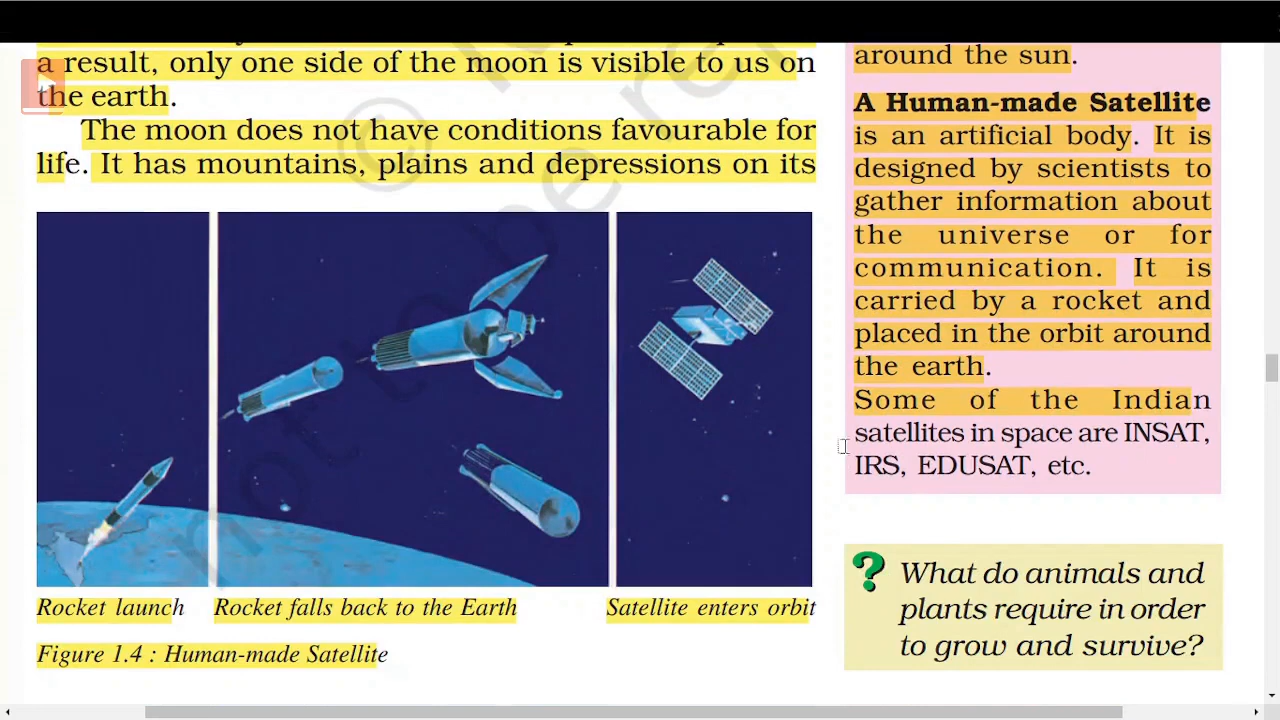 a result, only one side of the moon is visible to us on
the earth.
The moon does not have conditions favourable for
life. It has mountains, plains and depressions on its
Rocket launch
Rocket falls back to the Earth
Satellite enters orbit
Figure 1.4 : Human-made Satellite
around the sun.
A Human-made Satellite
is an artificial body. It is
designed by scientists to
gather information about
the universe or for
communication. It is
carried by a rocket and
placed in the orbit around
the earth.
Some of the Indian
satellites in space are INSAT,
IRS, EDUSAT, etc.
? What do animals and
plants require in order
to grow and survive?
not to be re